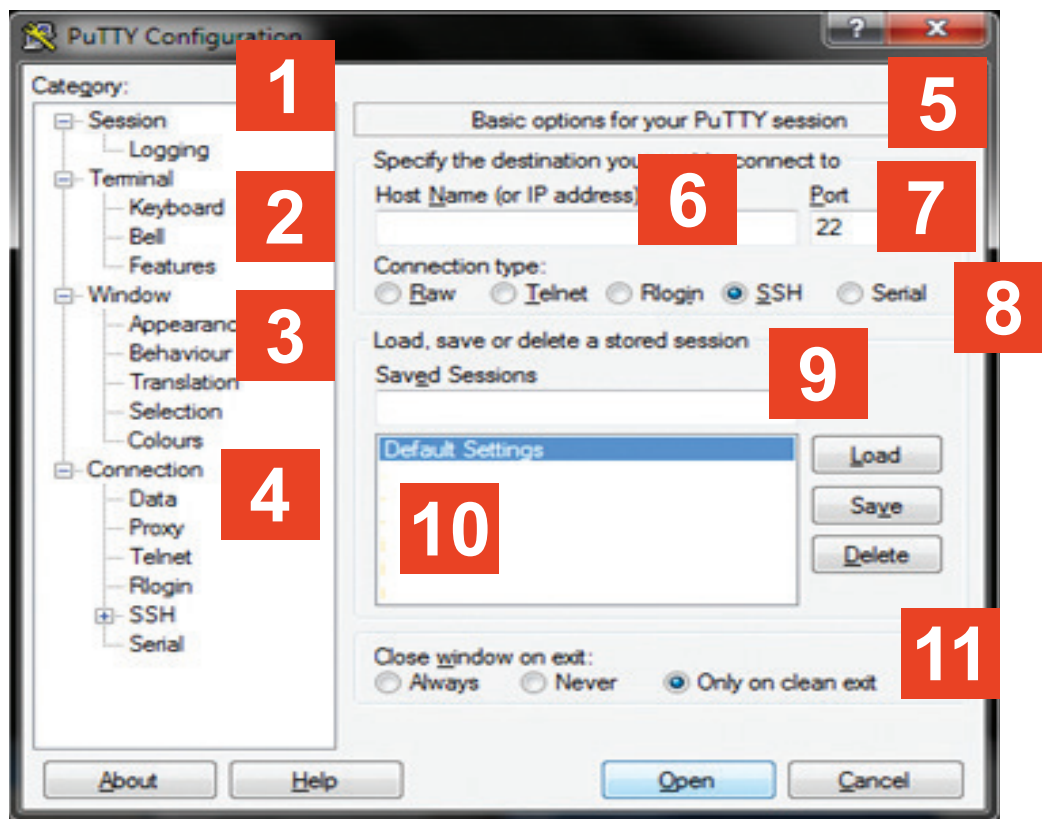 PuTTY Configuration
Category:
1
Session
Logging
Terminal
Keyboard
Bell
Features
2
Window
Appearanc
Behaviour
Translation
Selection
Colours
3
Connection
Data
Proxy
Telnet
Rlogin
SSH
Serial
4
?
x
5
Basic options for your PuTTY session
Specify the destination you connect to
Host Name (or IP address)
6
Port
22
7
Connection type:
Raw Telnet Rlogin SSH Serial
8
Load, save or delete a stored session
Saved Sessions
9
Default Settings
10
Load
Save
Delete
Close window on exit:
Always Never Only on clean exit
11
About Help Open Cancel